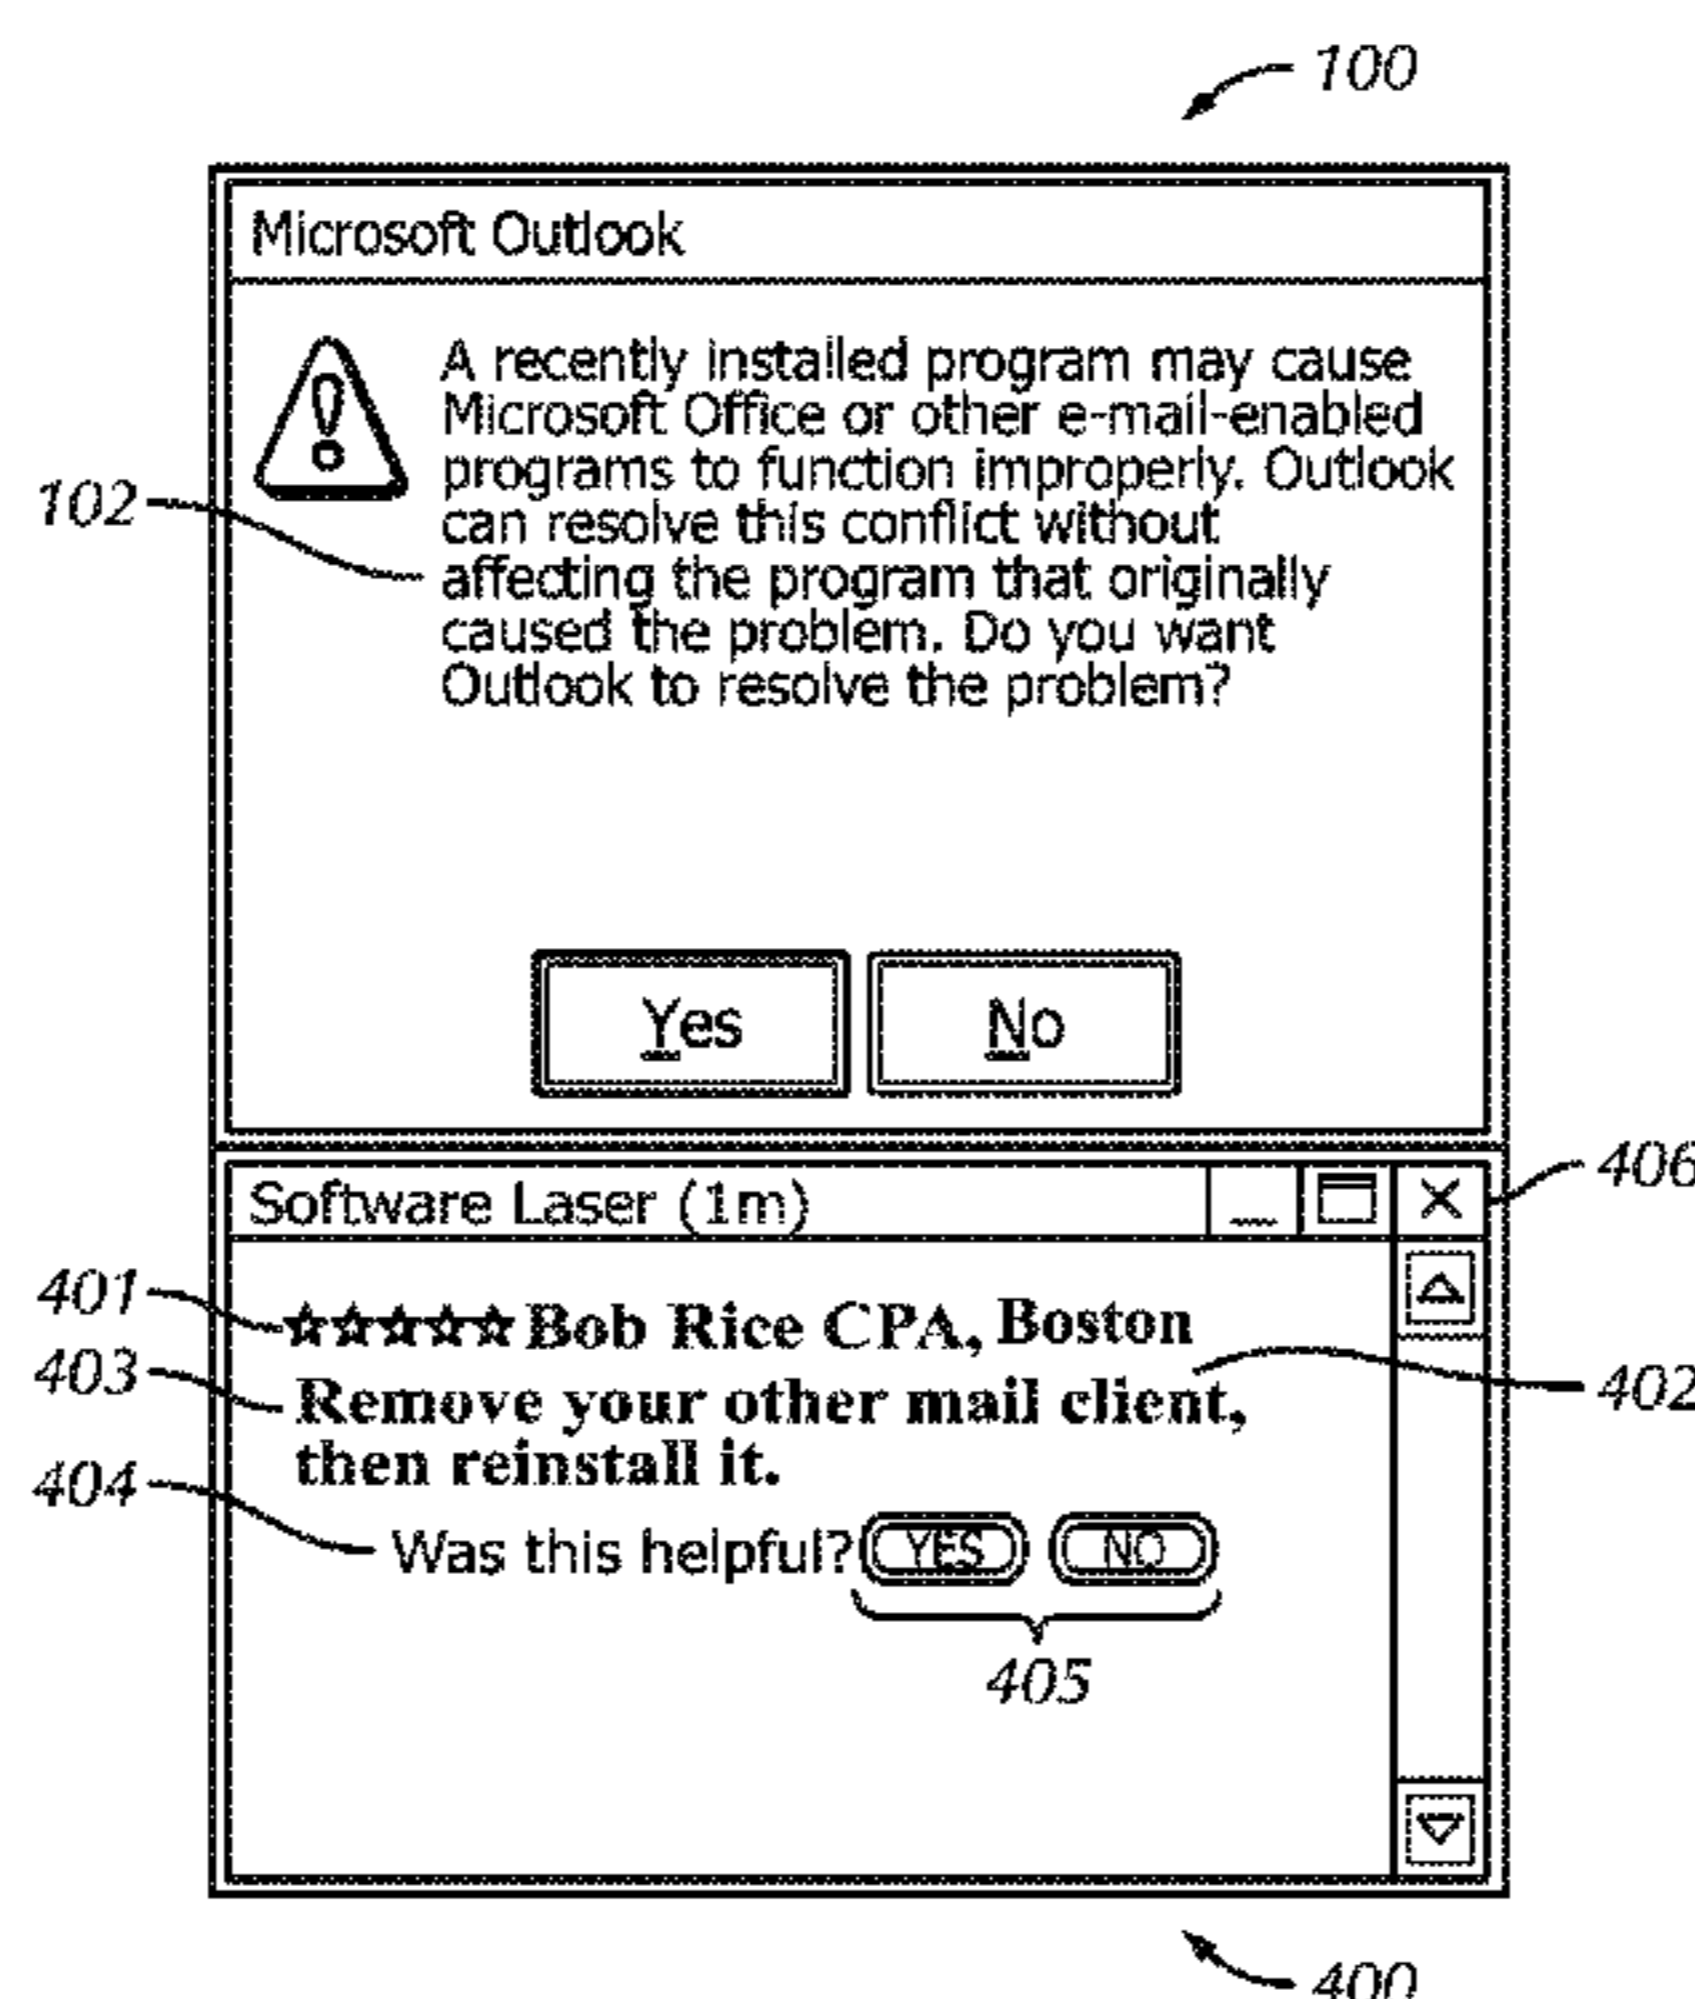 100
Microsoft Outlook
A recently installed program may cause
Microsoft Office or other e-mail-enabled
programs to function improperly. Outlook
can resolve this conflict without
102
affecting the program that originally
caused the problem. Do you want
Outlook to resolve the problem?
Yes No
406
Software Laser (1m)
401
☆☆☆☆☆ Bob Rice CPA, Boston
403
402
Remove your other mail client,
then reinstall it.
404
Was this helpful? YES NO
405
400